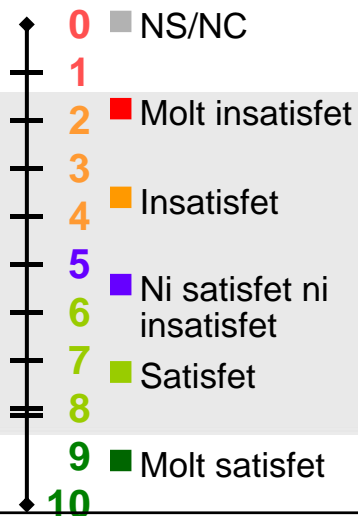 0 NS/NC
1
2 Molt insatisfet
3
4 Insatisfet
5
Ni satisfet ni
6 insatisfet
7 Satisfet
8
9 Molt satisfet
10